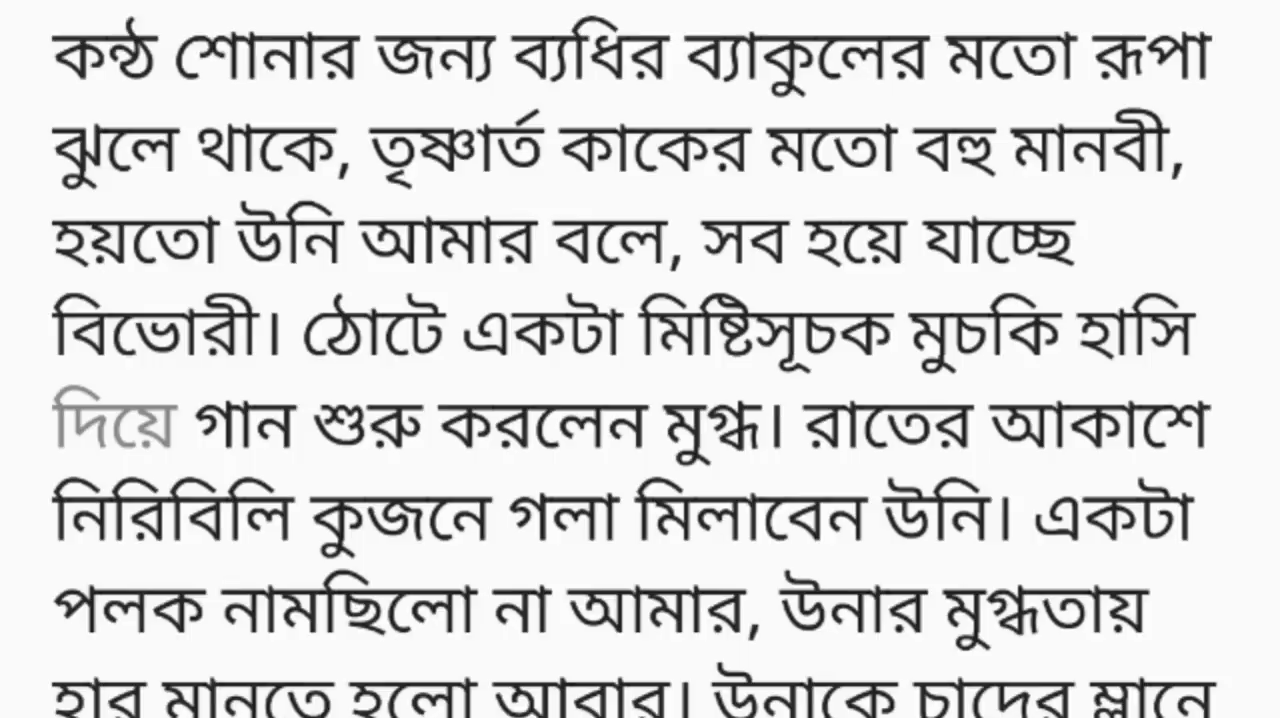 কন্ঠ শোনার জন্য ব্যধির ব্যাকুলের মতো রূপা
ঝুলে থাকে, তৃষ্ণার্ত কাকের মতো বহু মানবী,
হয়তো উনি আমার বলে, সব হয়ে যাচ্ছে
বিভোরী। ঠোটে একটা মিষ্টিসূচক মুচকি হাসি
দিয়ে গান শুরু করলেন মুগ্ধ। রাতের আকাশে
নিরিবিলি কুজনে গলা মিলাবেন উনি। একটা
পলক নামছিলো না আমার, উনার মুগ্ধতায়
হার মানতে হলো আবার। উনাকে চাদের ম্লানে